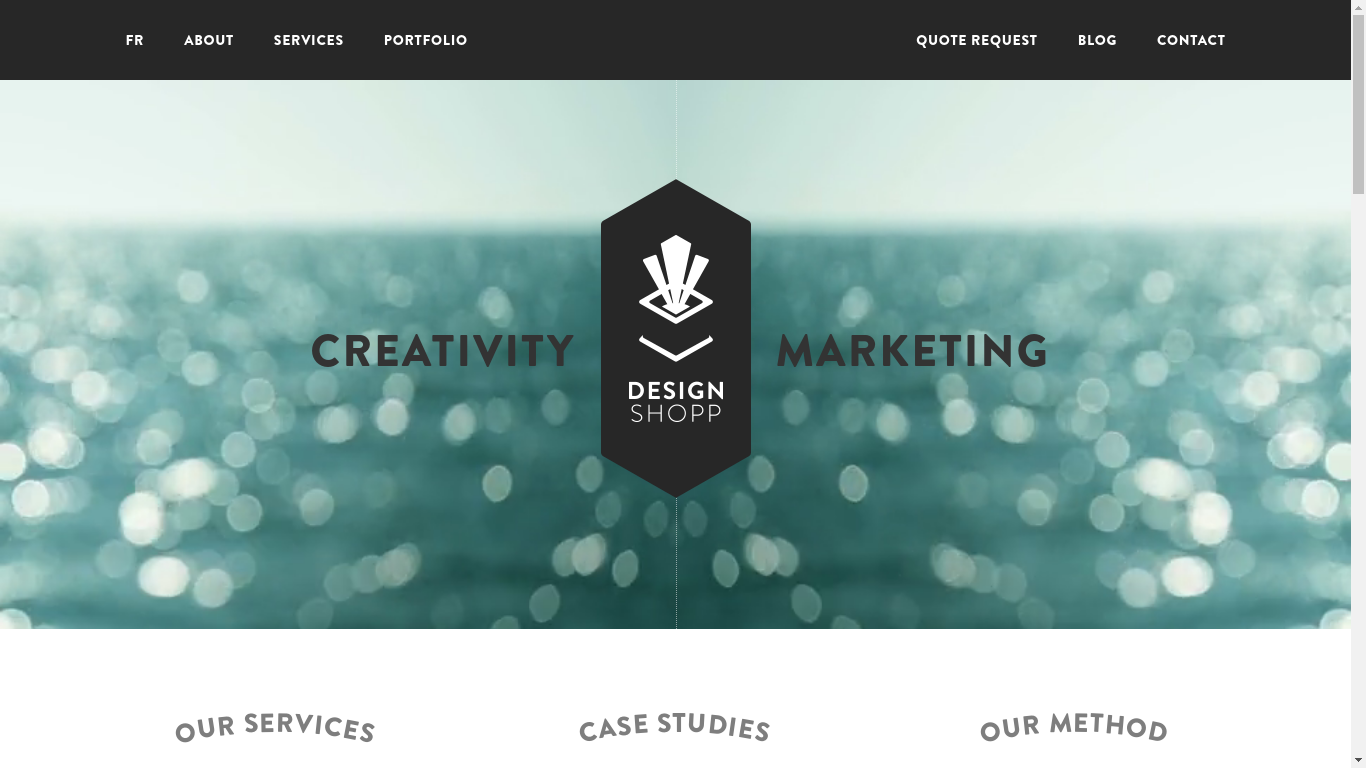 FR ABOUT SERVICES PORTFOLIO QUOTE REQUEST BLOG CONTACT
CREATIVITY MARKETING
DESIGN
SHOPP
OUR SERVICES CASE STUDIES OUR METHOD